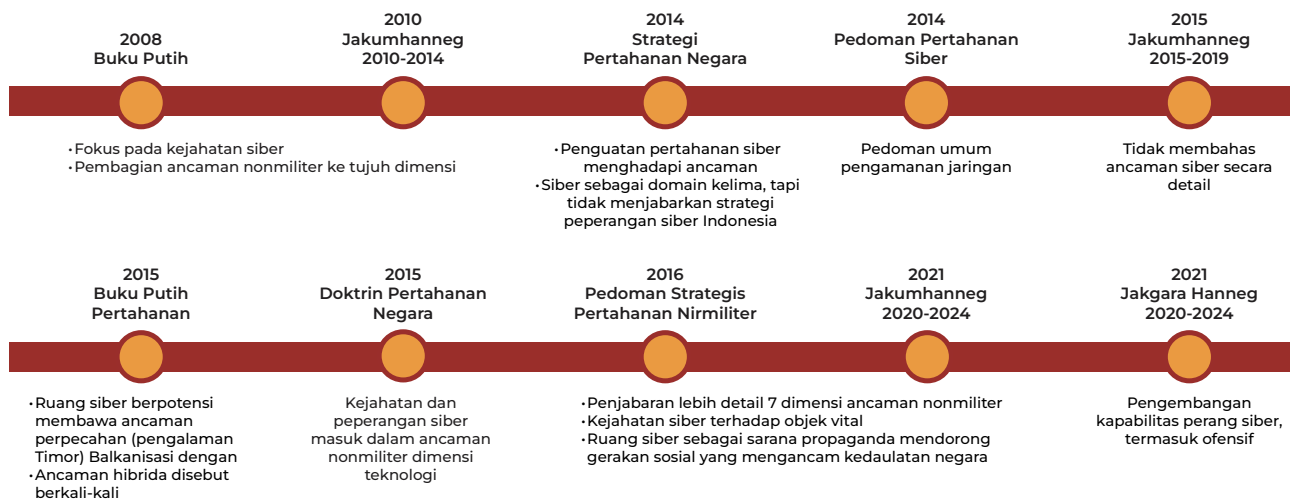 2008
Buku Putih
2010
Jakumhanneg
2010-2014
2014
Strategi
Pertahanan Negara
2014
Pedoman Pertahanan
Siber
2015
Jakumhanneg
2015-2019
•Fokus pada kejahatan siber
•Pembagian ancaman nonmiliter ke tujuh dimensi
•Penguatan pertahanan siber
menghadapi ancaman
•Siber sebagai domain kelima, tapi
tidak menjabarkan strategi
peperangan siber Indonesia
Pedoman umum
pengamanan jaringan
Tidak membahas
ancaman siber secara
detail
2015
Buku Putih
Pertahanan
2015
Doktrin Pertahanan
Negara
2016
Pedoman Strategis
Pertahanan Nirmiliter
2021
Jakumhanneg
2020-2024
2021
Jakgara Hanneg
2020-2024
•Ruang siber berpotensi
membawa ancaman
perpecahan (pengalaman
Timor) Balkanisasi dengan
•Ancaman hibrida disebut
berkali-kali
Kejahatan dan
peperangan siber
masuk dalam ancaman
nonmiliter dimensi
teknologi
•Penjabaran lebih detail 7 dimensi ancaman nonmiliter
•Kejahatan siber terhadap objek vital
•Ruang siber sebagai sarana propaganda mendorong
gerakan sosial yang mengancam kedaulatan negara
Pengembangan
kapabilitas perang siber,
termasuk ofensif